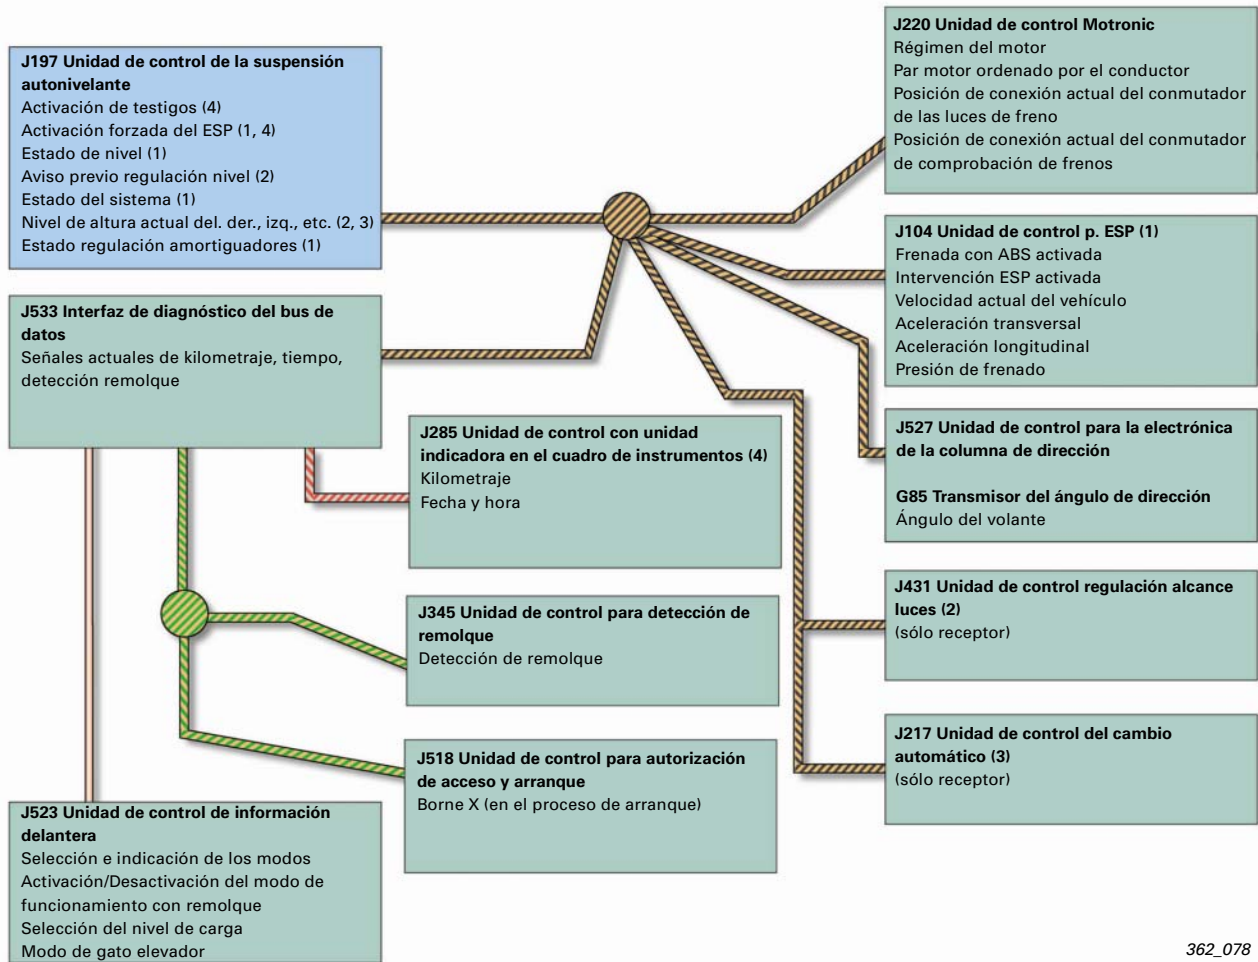 J197 Unidad de control de la suspensión
autonivelante
Activación de testigos (4)
Activación forzada del ESP (1, 4)
Estado de nivel (1)
Aviso previo regulación nivel (2)
Estado del sistema (1)
Nivel de altura actual del. der., izq., etc. (2, 3)
Estado regulación amortiguadores (1)
J533 Interfaz de diagnóstico del bus de
datos
Señales actuales de kilometraje, tiempo,
detección remolque
J285 Unidad de control con unidad
indicadora en el cuadro de instrumentos (4)
Kilometraje
Fecha y hora
J345 Unidad de control para detección de
remolque
Detección de remolque
J518 Unidad de control para autorización
de acceso y arranque
Borne X (en el proceso de arranque)
J523 Unidad de control de información
delantera
Selección e indicación de los modos
Activación/Desactivación del modo de
funcionamiento con remolque
Selección del nivel de carga
Modo de gato elevador
J220 Unidad de control Motronic
Régimen del motor
Par motor ordenado por el conductor
Posición de conexión actual del conmutador
de las luces de freno
Posición de conexión actual del conmutador
de comprobación de frenos
J104 Unidad de control p. ESP (1)
Frenada con ABS activada
Intervención ESP activada
Velocidad actual del vehículo
Aceleración transversal
Aceleración longitudinal
Presión de frenado
J527 Unidad de control para la electrónica
de la columna de dirección
G85 Transmisor del ángulo de dirección
Ángulo del volante
J431 Unidad de control regulación alcance
luces (2)
(sólo receptor)
J217 Unidad de control del cambio
automático (3)
(sólo receptor)
362_078